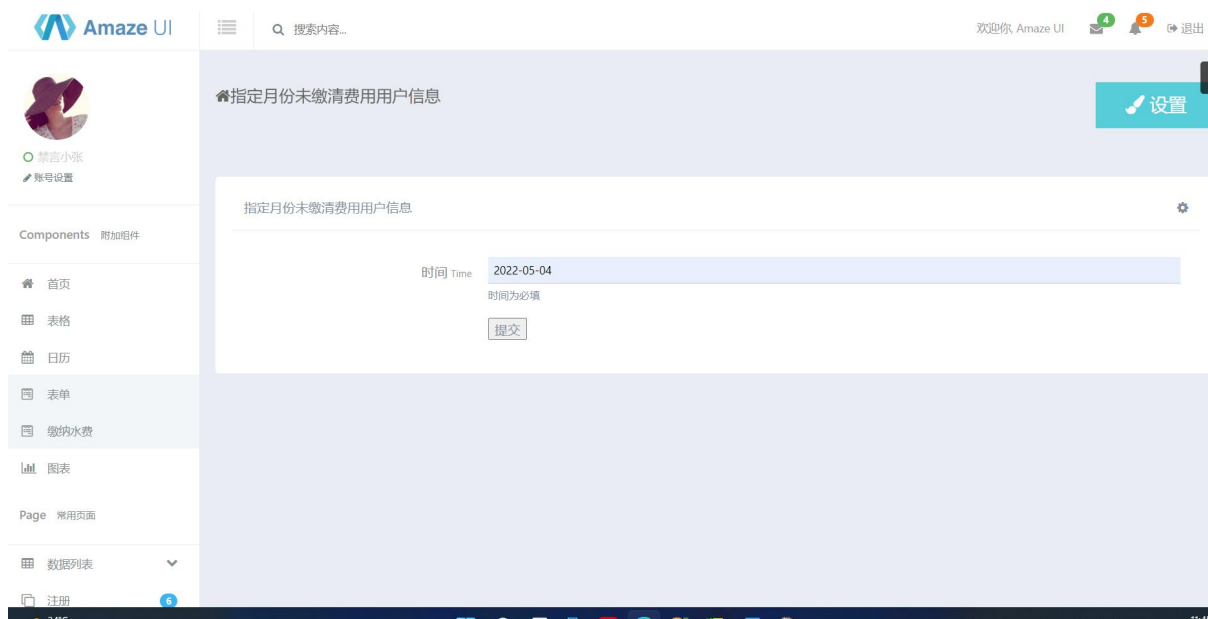 Amaze UI
搜索内容...
欢迎你, Amaze UI
4
5
退出
禁言小张
账号设置
指定月份未缴清费用用户信息
设置
指定月份未缴清费用用户信息
Components 附加组件
时间 Time
2022-05-04
时间为必填
提交
首页
表格
日历
表单
缴纳水费
图表
Page 常用页面
数据列表
注册
6